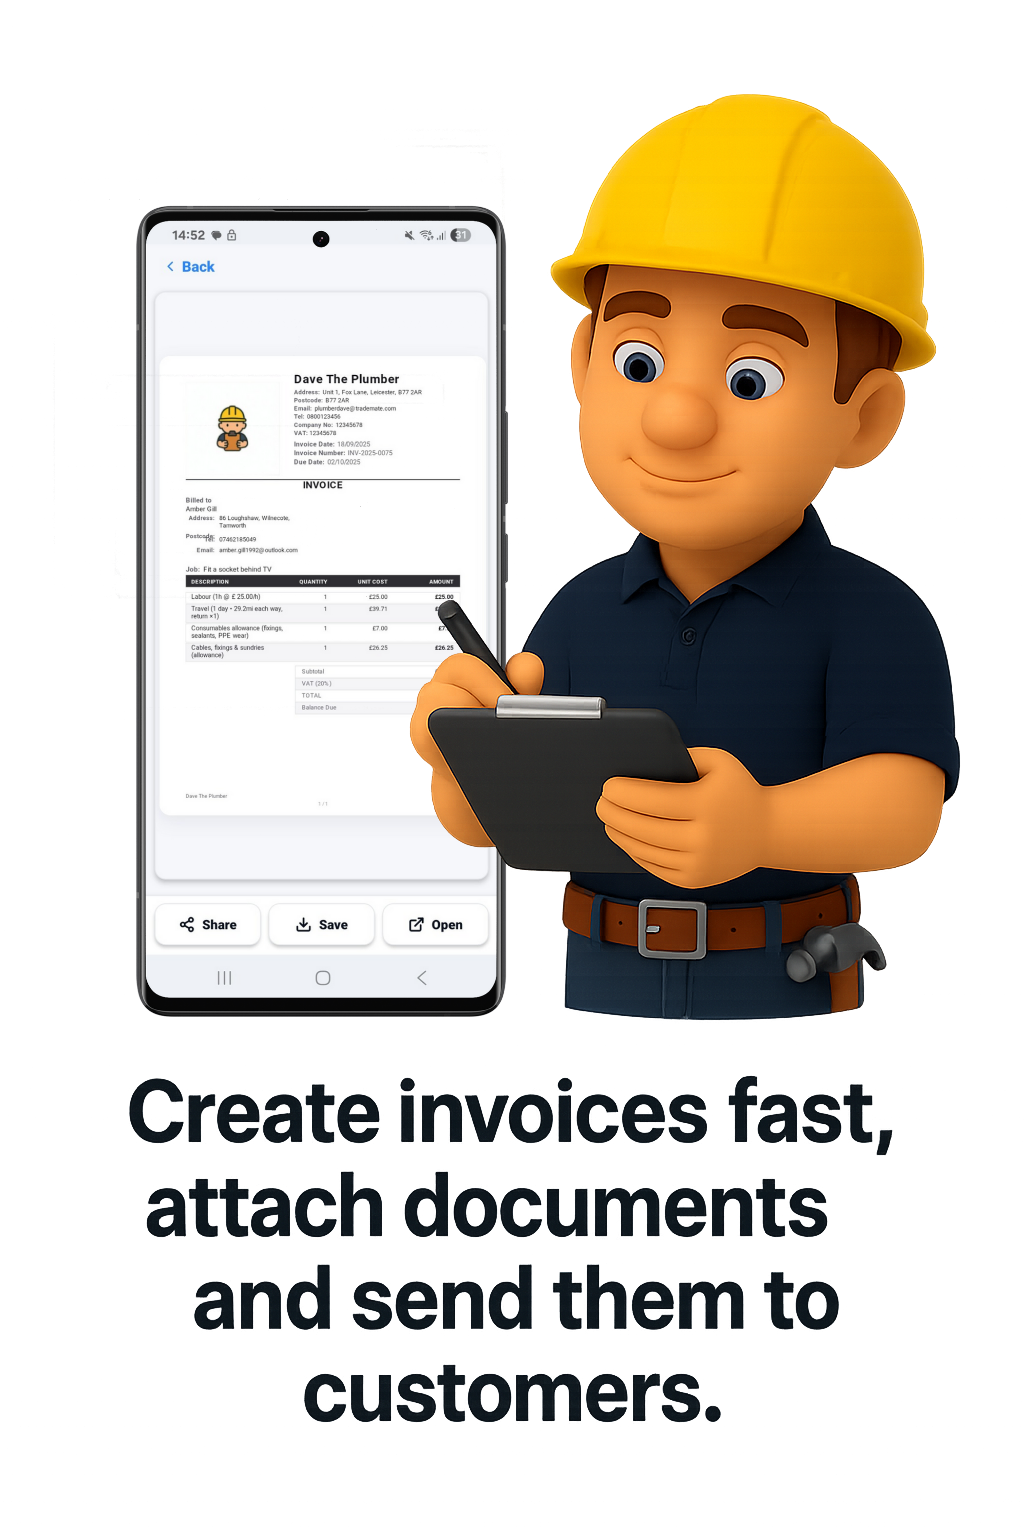 14:52
31
Back
Dave The Plumber
Address: Unit 1, Fox Lane, Leicester, B77 2AR
Postcode: B77 2AR
Email: plumberdave@trademate.com
Tel: 0800123456
Company No: 12345678
VAT: 12345678
Invoice Date: 18/09/2025
Invoice Number: INV-2025-0075
Due Date: 02/10/2025
INVOICE
Billed to
Amber Gill
Address: 86 Loughshaw, Wilnecote,
Tamworth
Postcode:
Tel: 07462185049
Email: amber.gill1992@outlook.com
Job: Fit a socket behind TV
DESCRIPTION QUANTITY UNIT COST AMOUNT
Labour (1h @ £ 25.00/h) 1 £25.00 £25.00
Travel (1 day • 29.2mi each way, 1 £39.71
return ×1)
Consumables allowance (fixings, 1 £7.00
sealants, PPE wear)
Cables, fixings & sundries 1 £26.25 £26.25
(allowance)
Subtotal
VAT (20%)
TOTAL
Balance Due
Dave The Plumber
1/1
Share Save Open
Create invoices fast,
attach documents
and send them to
customers.